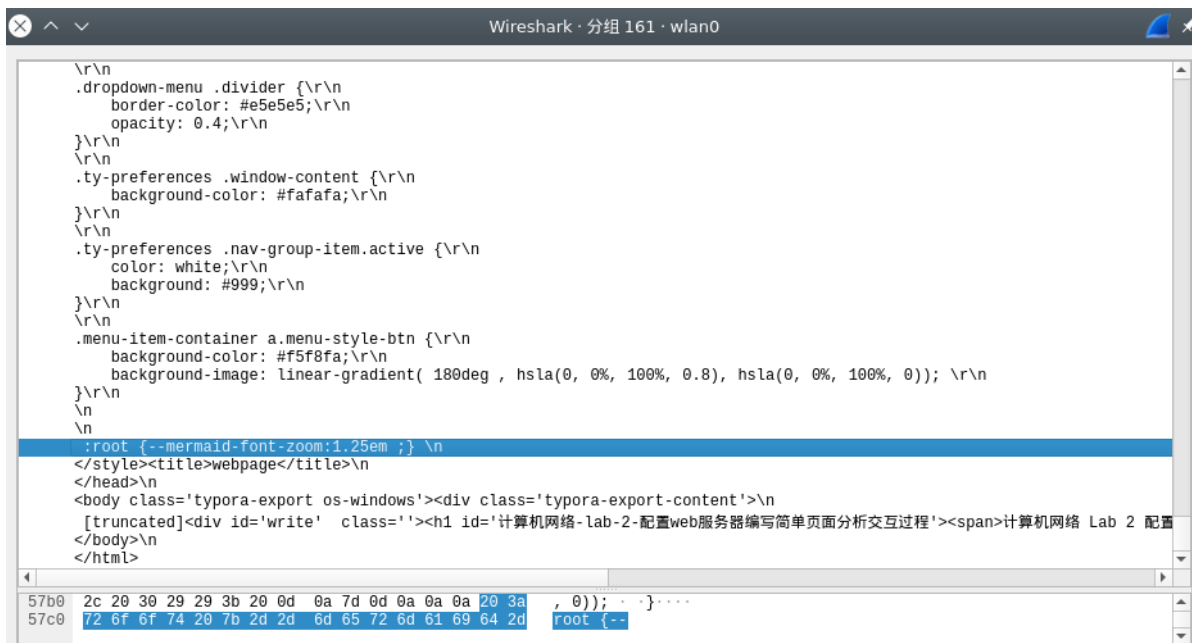 Wireshark · 分组 161 · wlan0
\r\n
.dropdown-menu .divider {\r\n
    border-color: #e5e5e5;\r\n
    opacity: 0.4;\r\n
}\r\n
\r\n
.ty-preferences .window-content {\r\n
    background-color: #fafafa;\r\n
}\r\n
\r\n
.ty-preferences .nav-group-item.active {\r\n
    color: white;\r\n
    background: #999;\r\n
}\r\n
\r\n
.menu-item-container a.menu-style-btn {\r\n
    background-color: #f5f8fa;\r\n
    background-image: linear-gradient( 180deg , hsla(0, 0%, 100%, 0.8), hsla(0, 0%, 100%, 0)); \r\n
}\r\n
\n
\n
 :root {--mermaid-font-zoom:1.25em ;} \n
</style><title>webpage</title>\n
</head>\n
<body class='typora-export os-windows'><div class='typora-export-content'>\n
 [truncated]<div id='write'  class=''><h1 id='计算机网络-lab-2-配置web服务器编写简单页面分析交互过程'><span>计算机网络 Lab 2 配置
</body>\n
</html>
57b0  2c 20 30 29 29 3b 20 0d  0a 7d 0d 0a 0a 0a 20 3a   , 0)); · ·}····
57c0  72 6f 6f 74 20 7b 2d 2d  6d 65 72 6d 61 69 64 2d   root {--